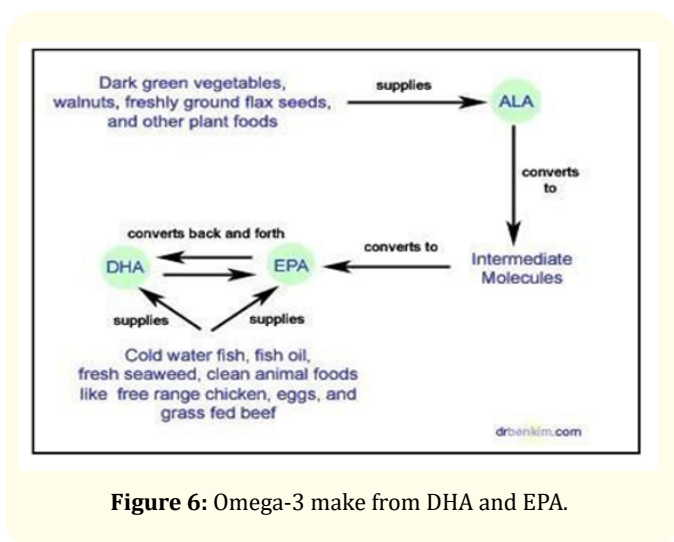 Dark green vegetables,
walnuts, freshly ground flax seeds,
and other plant foods
supplies
ALA
converts
to
converts back and forth
DHA
EPA
converts to
Intermediate
Molecules
supplies
supplies
Cold water fish, fish oil,
fresh seaweed, clean animal foods
like free range chicken, eggs, and
grass fed beef
drbenkim.com
Figure 6: Omega-3 make from DHA and EPA.